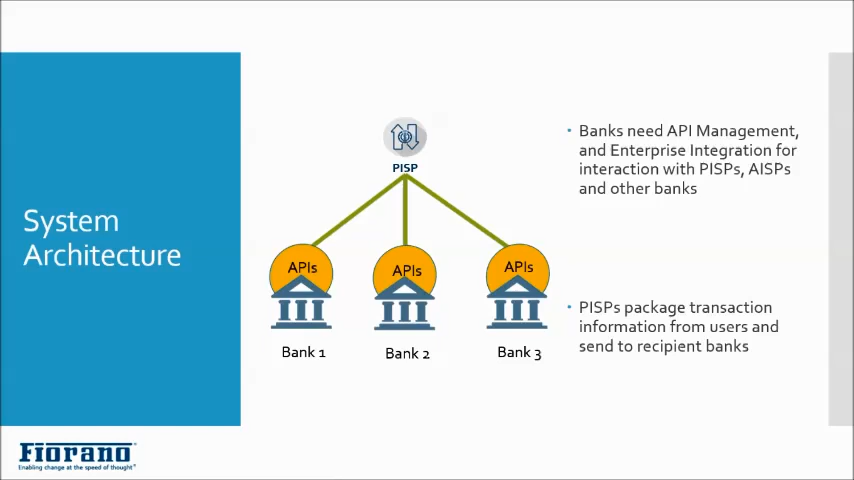 System
Architecture
PISP
APIs
APIs
APIs
Bank 1
Bank 2
Bank 3
• Banks need API Management,
and Enterprise Integration for
interaction with PISPs, AISPs
and other banks
• PISPs package transaction
information from users and
send to recipient banks
Fiorano
Enabling change at the speed of thought